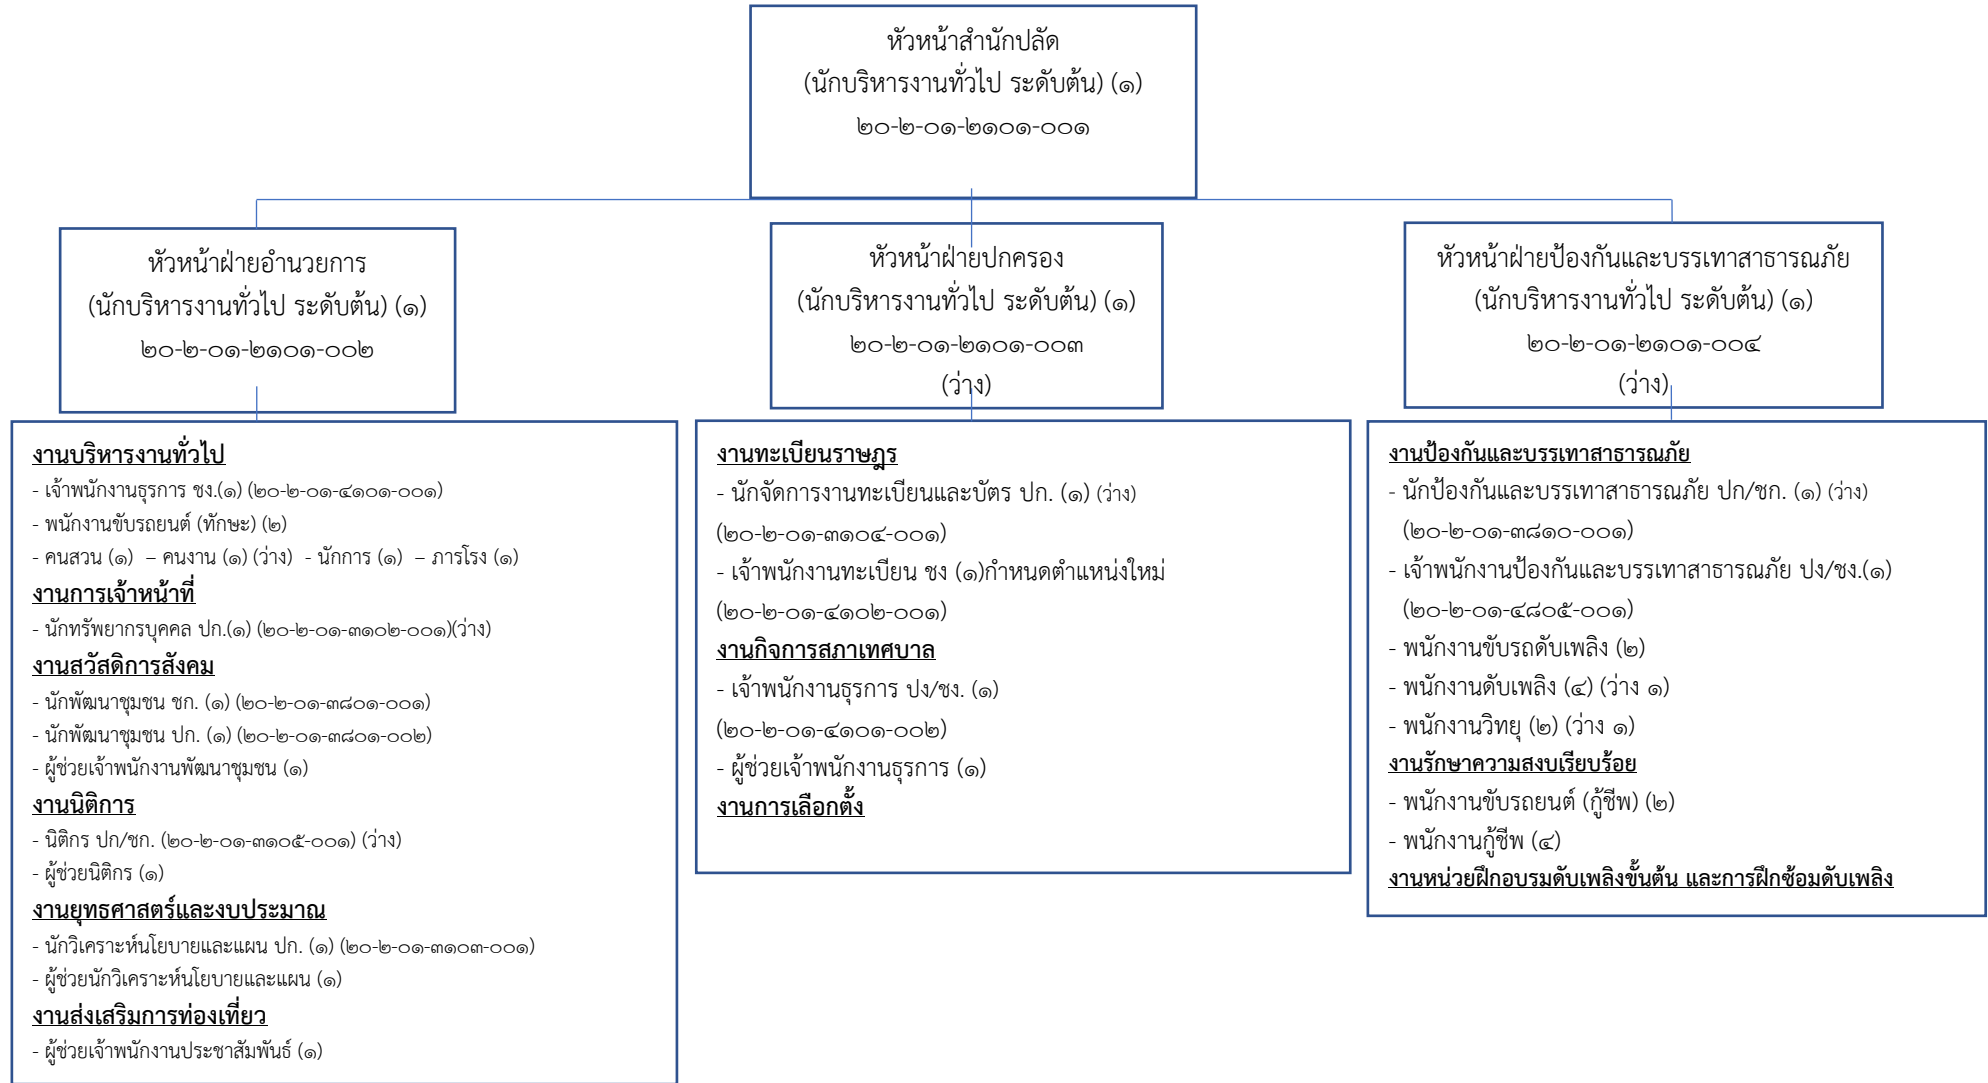 หัวหน้าสำนักปลัด
(นักบริหารงานทั่วไป ระดับต้น) (๑)
๒๐-๒-๐๑-๒๑๐๑-๐๐๑
หัวหน้าฝ่ายอำนวยการ
(นักบริหารงานทั่วไป ระดับต้น) (๑)
๒๐-๒-๐๑-๒๑๐๑-๐๐๒
หัวหน้าฝ่ายปกครอง
(นักบริหารงานทั่วไป ระดับต้น) (๑)
๒๐-๒-๐๑-๒๑๐๑-๐๐๓
(ว่าง)
หัวหน้าฝ่ายป้องกันและบรรเทาสาธารณภัย
(นักบริหารงานทั่วไป ระดับต้น) (๑)
๒๐-๒-๐๑-๒๑๐๑-๐๐๔
(ว่าง)
งานบริหารงานทั่วไป
- เจ้าพนักงานธุรการ ชง.(๑) (๒๐-๒-๐๑-๔๑๐๑-๐๐๑)
- พนักงานขับรถยนต์ (ทักษะ) (๒)
- คนสวน (๑) – คนงาน (๑) (ว่าง) - นักการ (๑) – ภารโรง (๑)
งานการเจ้าหน้าที่
- นักทรัพยากรบุคคล ปก.(๑) (๒๐-๒-๐๑-๓๑๐๒-๐๐๑)(ว่าง)
งานสวัสดิการสังคม
- นักพัฒนาชุมชน ชก. (๑) (๒๐-๒-๐๑-๓๘๐๑-๐๐๑)
- นักพัฒนาชุมชน ปก. (๑) (๒๐-๒-๐๑-๓๘๐๑-๐๐๒)
- ผู้ช่วยเจ้าพนักงานพัฒนาชุมชน (๑)
งานนิติการ
- นิติกร ปก/ชก. (๒๐-๒-๐๑-๓๑๐๕-๐๐๑) (ว่าง)
- ผู้ช่วยนิติกร (๑)
งานยุทธศาสตร์และงบประมาณ
- นักวิเคราะห์นโยบายและแผน ปก. (๑) (๒๐-๒-๐๑-๓๑๐๓-๐๐๑)
- ผู้ช่วยนักวิเคราะห์นโยบายและแผน (๑)
งานส่งเสริมการท่องเที่ยว
- ผู้ช่วยเจ้าพนักงานประชาสัมพันธ์ (๑)
งานทะเบียนราษฎร
- นักจัดการงานทะเบียนและบัตร ปก. (๑) (ว่าง)
(๒๐-๒-๐๑-๓๑๐๔-๐๐๑)
- เจ้าพนักงานทะเบียน ชง (๑)กำหนดตำแหน่งใหม่
(๒๐-๒-๐๑-๔๑๐๒-๐๐๑)
งานกิจการสภาเทศบาล
- เจ้าพนักงานธุรการ ปง/ชง. (๑)
(๒๐-๒-๐๑-๔๑๐๑-๐๐๒)
- ผู้ช่วยเจ้าพนักงานธุรการ (๑)
งานการเลือกตั้ง
งานป้องกันและบรรเทาสาธารณภัย
- นักป้องกันและบรรเทาสาธารณภัย ปก/ชก. (๑) (ว่าง)
(๒๐-๒-๐๑-๓๘๑๐-๐๐๑)
- เจ้าพนักงานป้องกันและบรรเทาสาธารณภัย ปง/ชง.(๑)
(๒๐-๒-๐๑-๔๘๐๕-๐๐๑)
- พนักงานขับรถดับเพลิง (๒)
- พนักงานดับเพลิง (๔) (ว่าง ๑)
- พนักงานวิทยุ (๒) (ว่าง ๑)
งานรักษาความสงบเรียบร้อย
- พนักงานขับรถยนต์ (กู้ชีพ) (๒)
- พนักงานกู้ชีพ (๔)
งานหน่วยฝึกอบรมดับเพลิงขั้นต้น และการฝึกซ้อมดับเพลิง